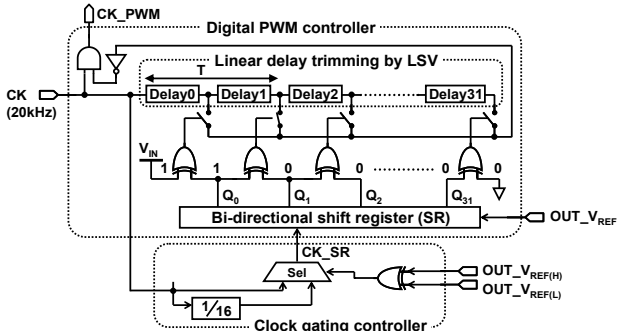 CK_PWM
Digital PWM controller
Linear delay trimming by LSV
T
CK
(20kHz)
Delay0 Delay1 Delay2 Delay31
V_IN
1 1 0 0 0 0 0
Q_0 Q_1 Q_2 Q_31
Bi-directional shift register (SR)
OUT_V_REF
CK_SR
Sel
OUT_V_REF(H)
OUT_V_REF(L)
1/16
Clock gating controller